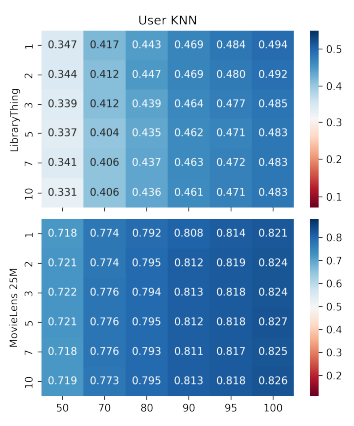 User KNN
LibraryThing
1 0.347 0.417 0.443 0.469 0.484 0.494
2 0.344 0.412 0.447 0.469 0.480 0.492
3 0.339 0.412 0.439 0.464 0.477 0.485
5 0.337 0.404 0.435 0.462 0.471 0.483
7 0.341 0.406 0.437 0.463 0.472 0.483
10 0.331 0.406 0.436 0.461 0.471 0.483
0.5
0.4
0.3
0.2
0.1
MovieLens 25M
1 0.718 0.774 0.792 0.808 0.814 0.821
2 0.721 0.774 0.795 0.812 0.819 0.824
3 0.722 0.776 0.794 0.813 0.818 0.824
5 0.721 0.776 0.795 0.812 0.818 0.827
7 0.718 0.776 0.793 0.811 0.817 0.825
10 0.719 0.773 0.795 0.813 0.818 0.826
50 70 80 90 95 100
0.8
0.7
0.6
0.5
0.4
0.3
0.2